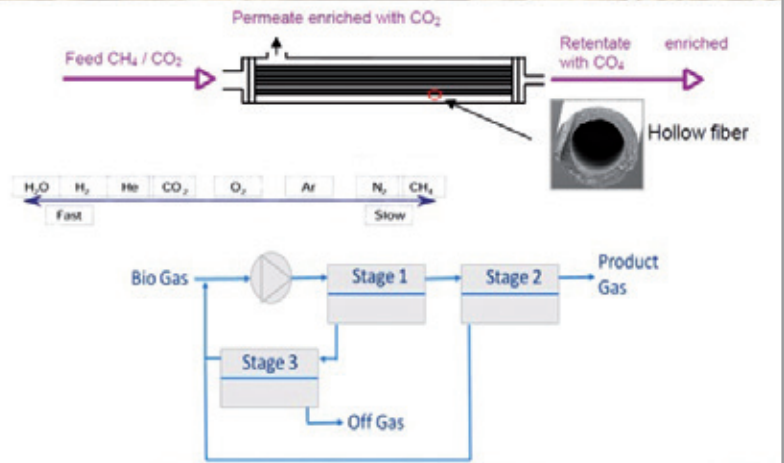 Permeate enriched with CO₂
Feed CH₄ / CO₂
Retentate enriched
with CO₄
Hollow fiber
H₂O H₂ He CO₂ O₂ Ar N₂ CH₄
Fast Slow
Bio Gas
Stage 1
Stage 2
Product
Gas
Stage 3
Off Gas